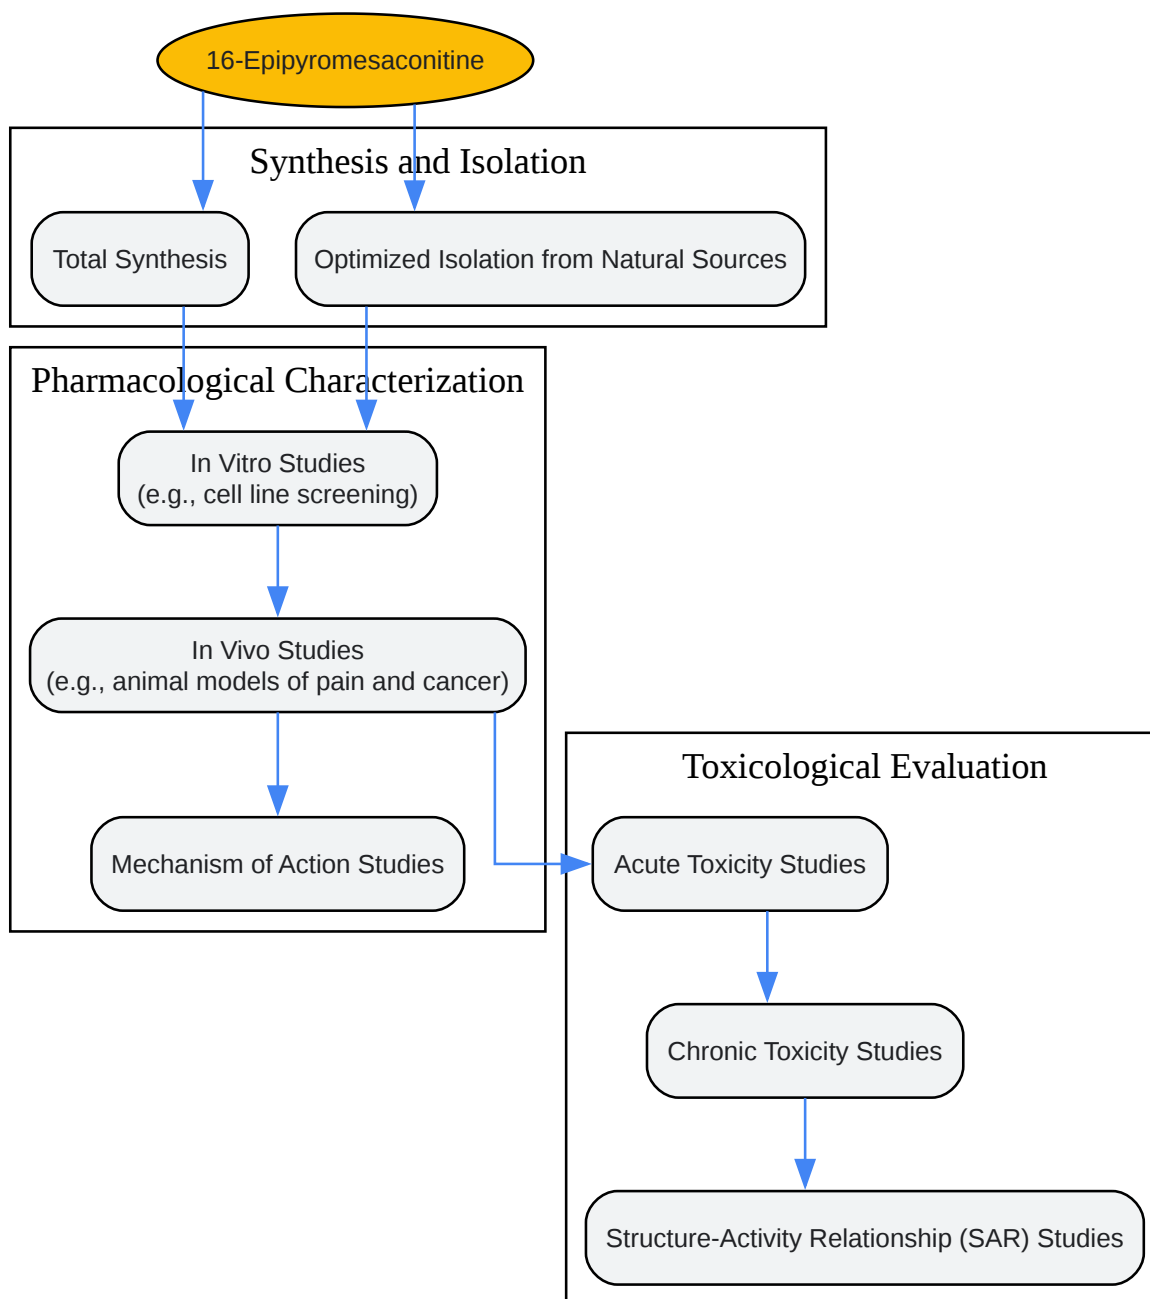 16-Epipyromesaconitine
Synthesis and Isolation
Total Synthesis
Optimized Isolation from Natural Sources
Pharmacological Characterization
In Vitro Studies
(e.g., cell line screening)
In Vivo Studies
(e.g., animal models of pain and cancer)
Mechanism of Action Studies
Toxicological Evaluation
Acute Toxicity Studies
Chronic Toxicity Studies
Structure-Activity Relationship (SAR) Studies